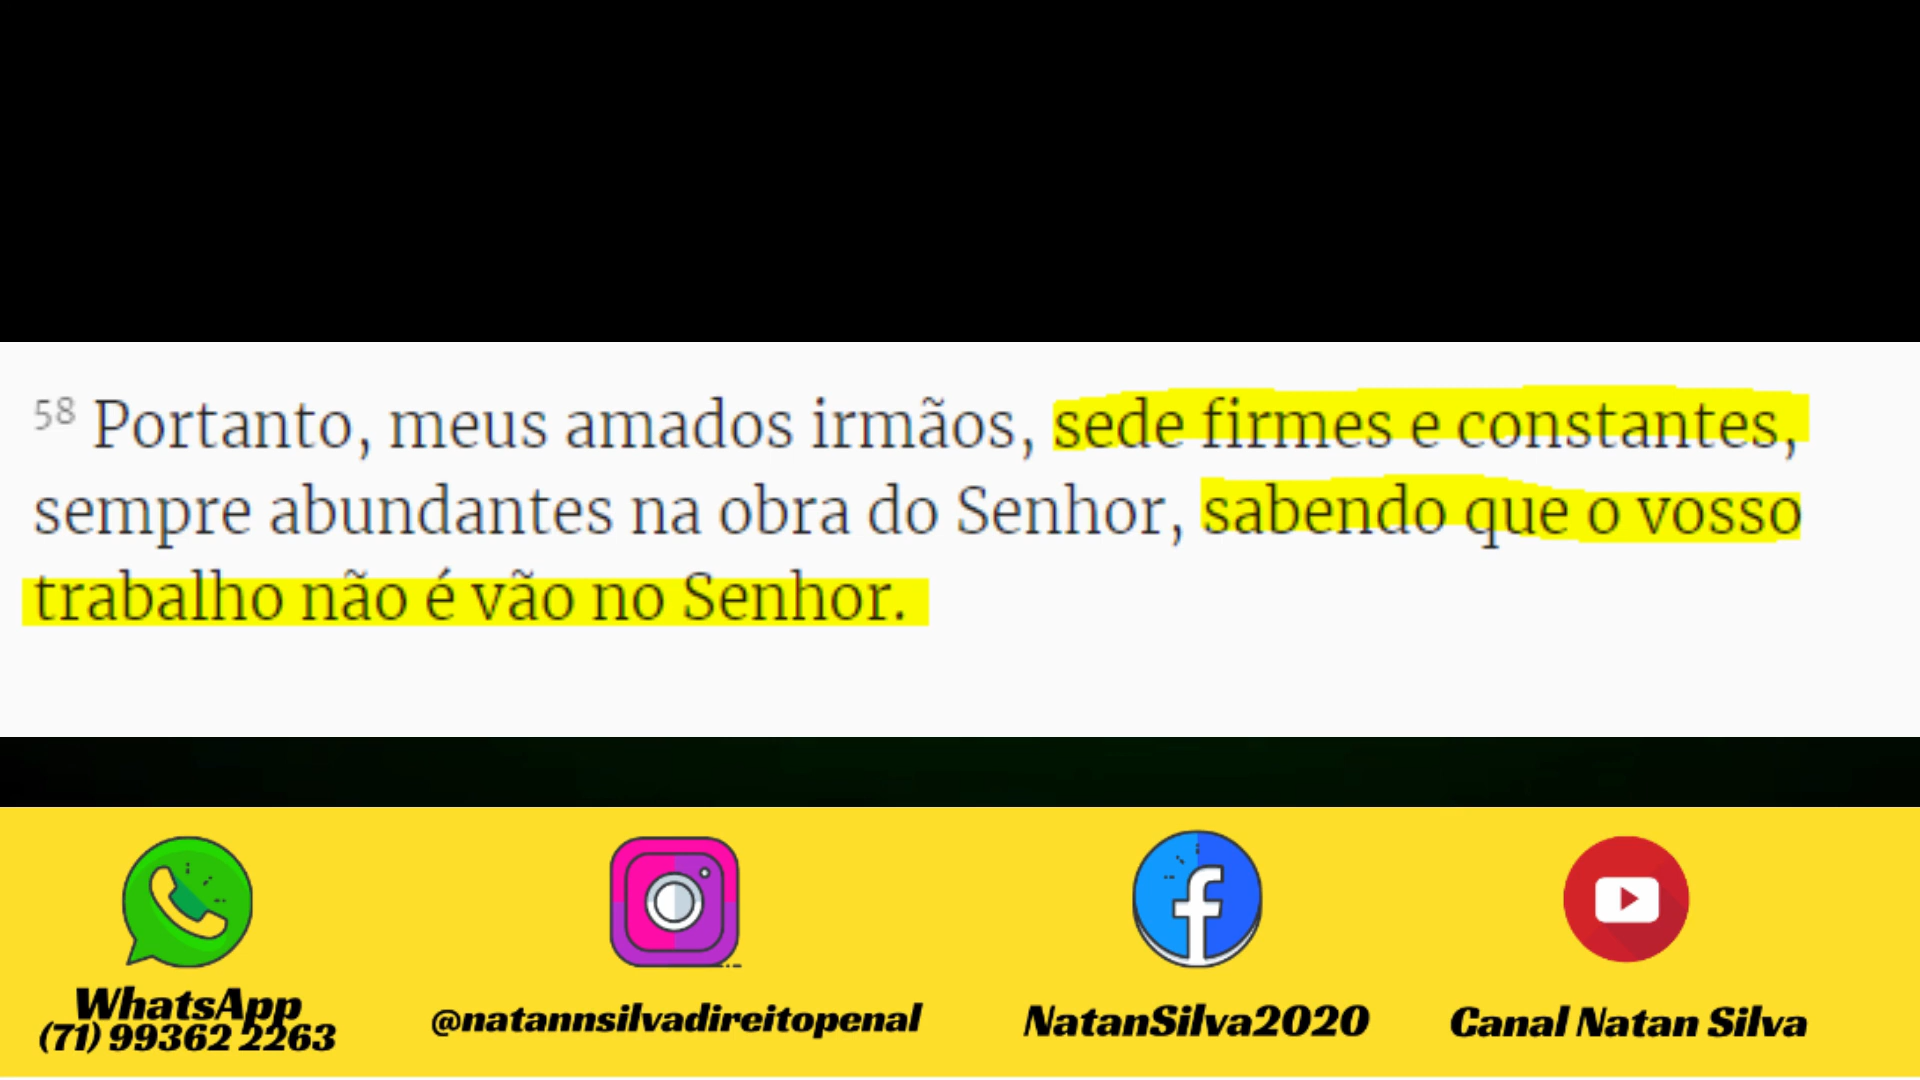 58 Portanto, meus amados irmãos, sede firmes e constantes,
sempre abundantes na obra do Senhor, sabendo que o vosso
trabalho não é vão no Senhor.
WhatsApp
(71) 99362 2263
@natannsilvadireitopenal
NatanSilva2020
Canal Natan Silva